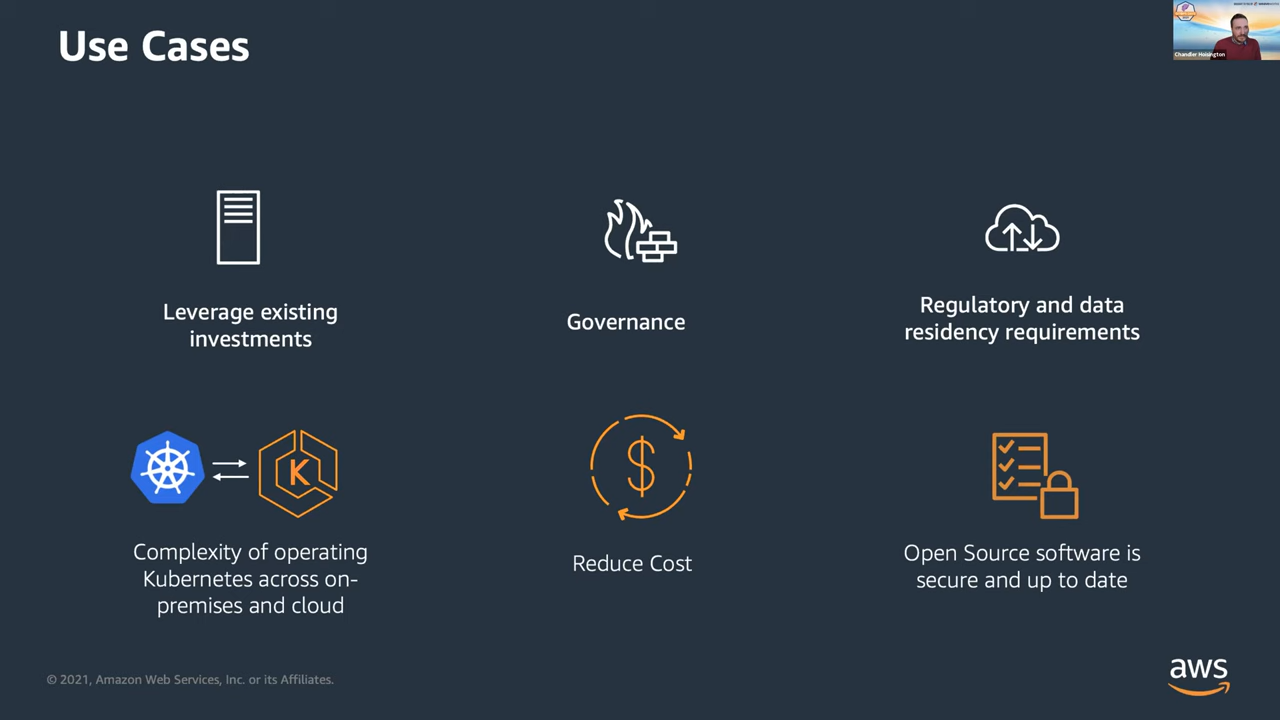 Use Cases
Chandler Hoisington
Leverage existing
investments
Governance
Regulatory and data
residency requirements
K
Complexity of operating
Kubernetes across on-
premises and cloud
$
Reduce Cost
Open Source software is
secure and up to date
© 2021, Amazon Web Services, Inc. or its Affiliates.
aws